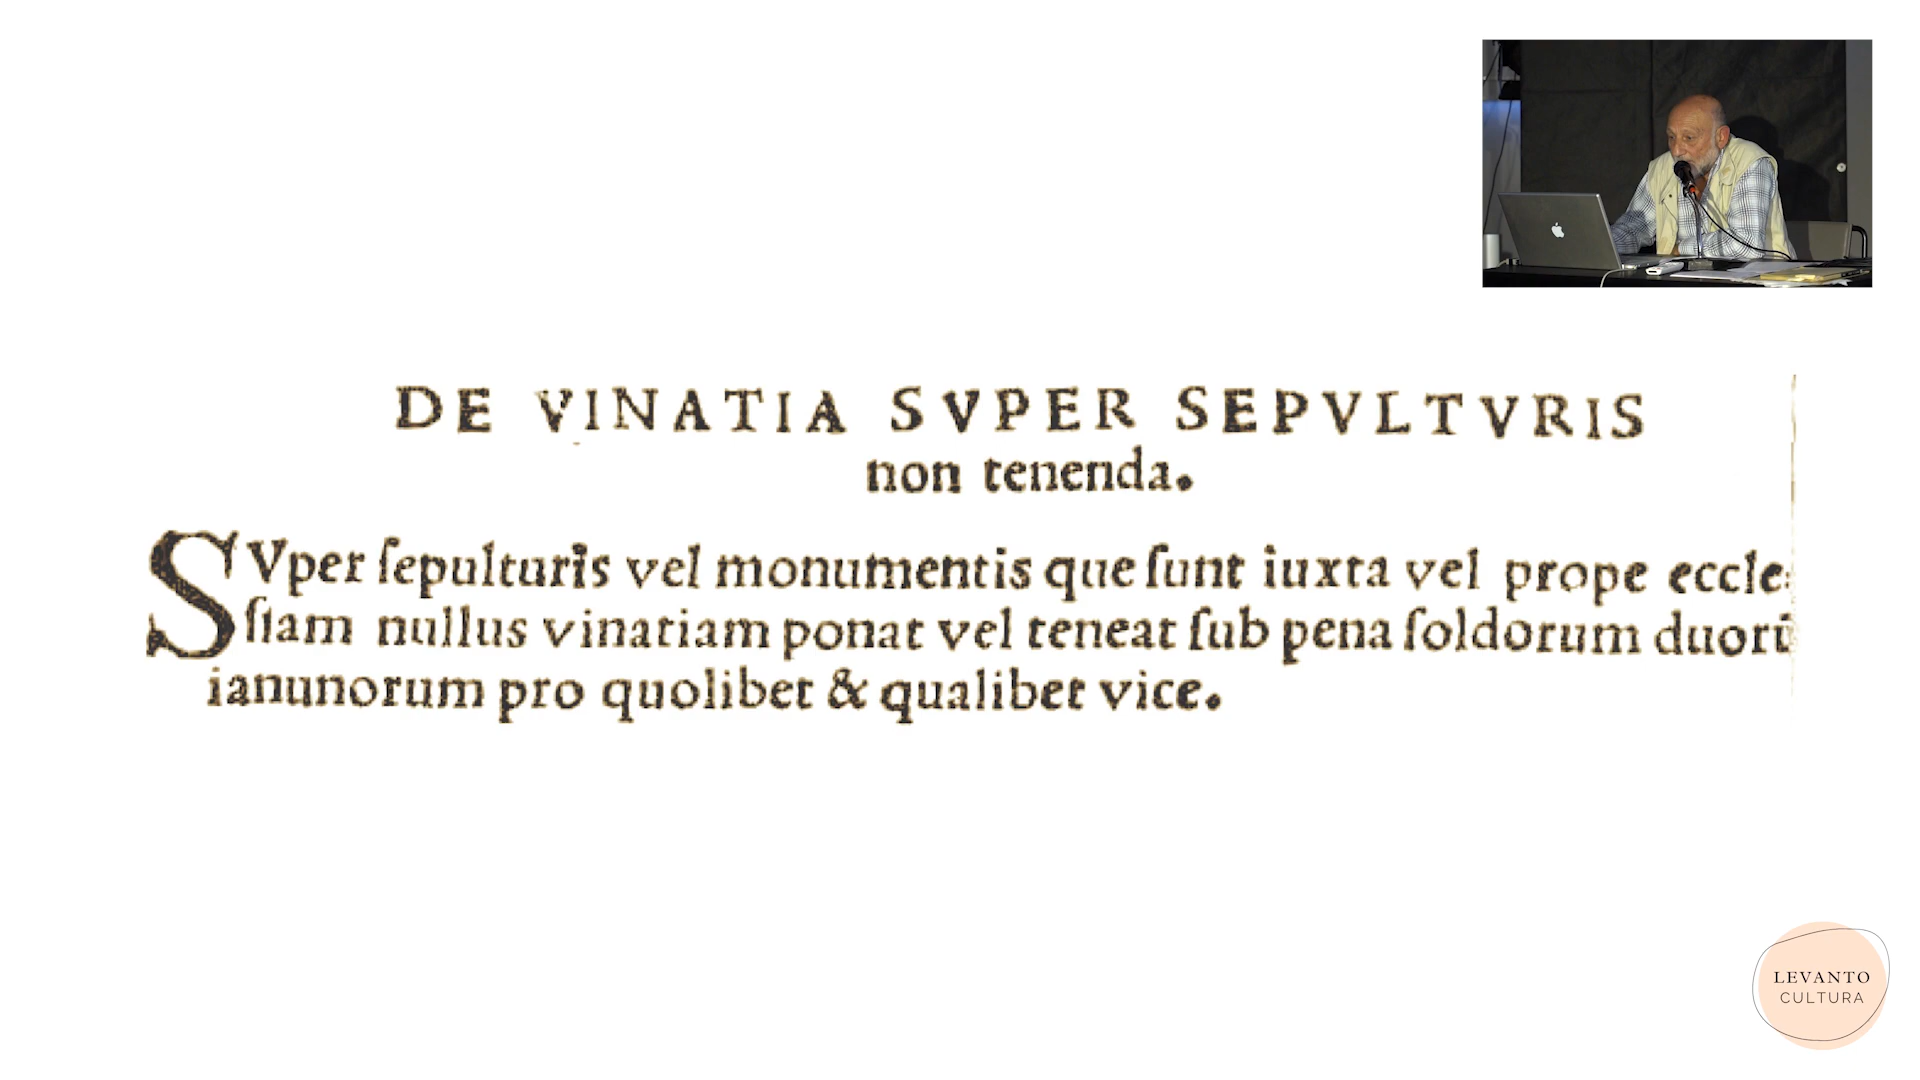 DE VINATIA SVPER SEPVLTVRIS
non tenenda.
SVper ſepulturis vel monumentis que ſunt iuxta vel prope eccle:
ſiam nullus vinatiam ponat vel teneat ſub pena ſoldorum duorū
ianunorum pro quolibet & qualibet vice.
LEVANTO
CULTURA